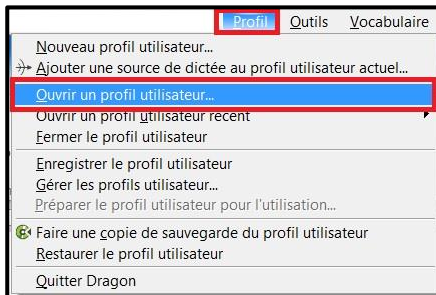 Profil Outils Vocabulaire
Nouveau profil utilisateur...
Ajouter une source de dictée au profil utilisateur actuel...
Ouvrir un profil utilisateur...
Ouvrir un profil utilisateur récent
Fermer le profil utilisateur
Enregistrer le profil utilisateur
Gérer les profils utilisateur...
Préparer le profil utilisateur pour l'utilisation...
Faire une copie de sauvegarde du profil utilisateur
Restaurer le profil utilisateur
Quitter Dragon